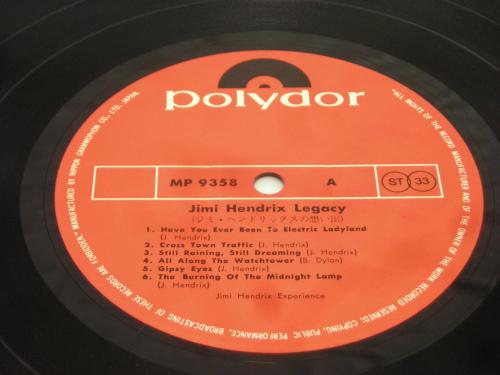 polydor
MP 9358
A
ST 33
Jimi Hendrix Legacy
(ジミ・ヘンドリックスの想い出)
1. Have You Ever Been To Electric Ladyland
(J. Hendrix)
2. Cross Town Traffic (J. Hendrix)
3. Still Raining, Still Dreaming (J. Hendrix)
4. All Along The Watchtower (B. Dylan)
5. Gipsy Eyes (J. Hendrix)
6. The Burning Of The Midnight Lamp
(J. Hendrix)
Jimi Hendrix Experience
"ALL RIGHTS OF THE RECORD MANUFACTURER AND OF THE OWNER OF THE WORK RECORDED RESERVED. COPYING, PUBLIC PERFORMANCE, BROADCASTING OF THESE RECORDS ARE FORBIDDEN." MANUFACTURED BY NIPPON GRAMMOPHON CO., LTD. JAPAN.